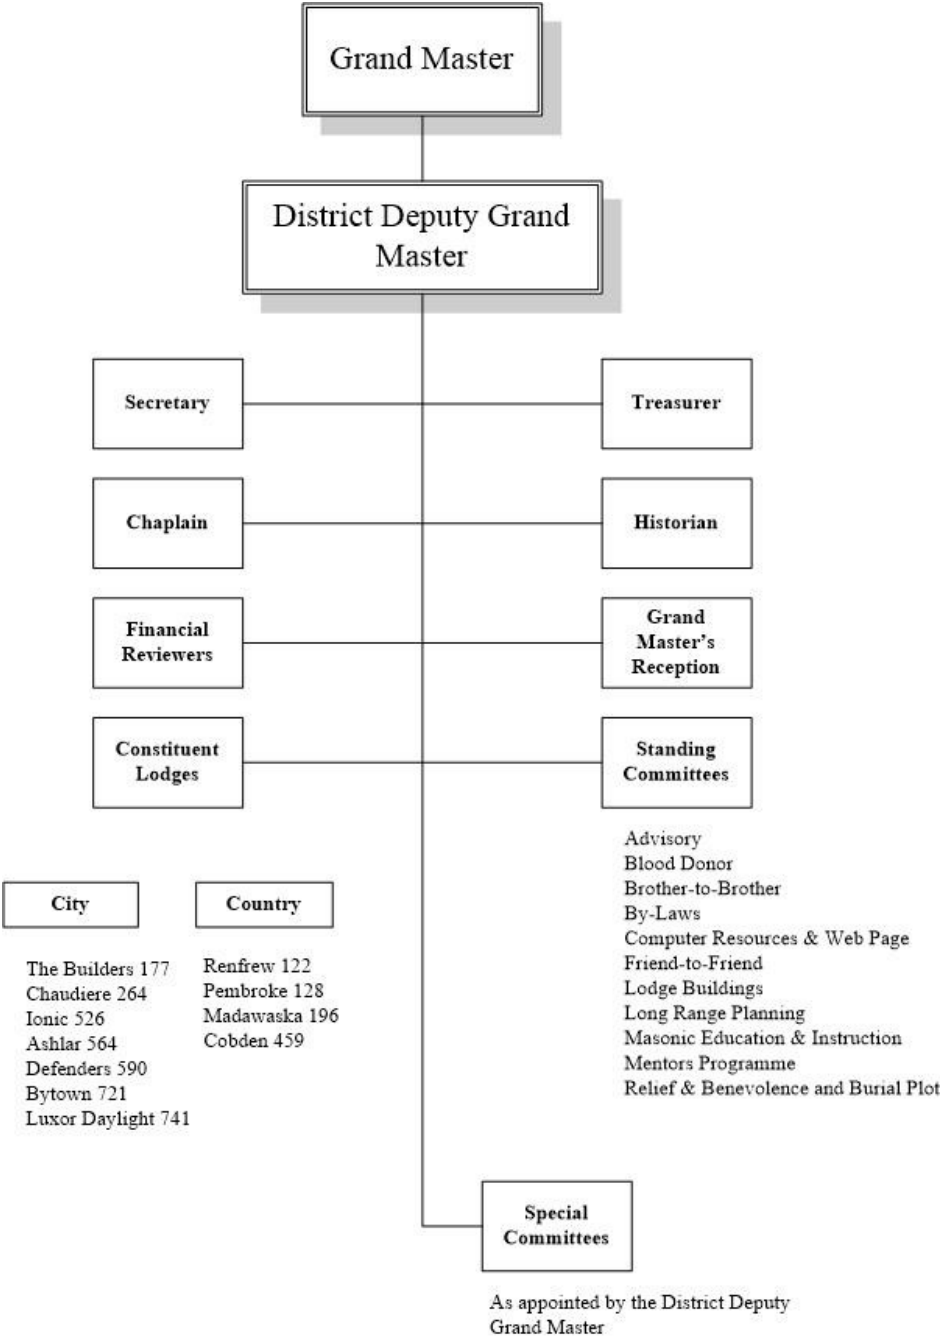 Grand Master
District Deputy Grand
Master
Secretary
Treasurer
Chaplain
Historian
Financial
Reviewers
Grand
Master’s
Reception
Constituent
Lodges
Standing
Committees
City
The Builders 177
Chaudiere 264
Ionic 526
Ashlar 564
Defenders 590
Bytown 721
Luxor Daylight 741
Country
Renfrew 122
Pembroke 128
Madawaska 196
Cobden 459
Advisory
Blood Donor
Brother-to-Brother
By-Laws
Computer Resources & Web Page
Friend-to-Friend
Lodge Buildings
Long Range Planning
Masonic Education & Instruction
Mentors Programme
Relief & Benevolence and Burial Plot
Special
Committees
As appointed by the District Deputy
Grand Master